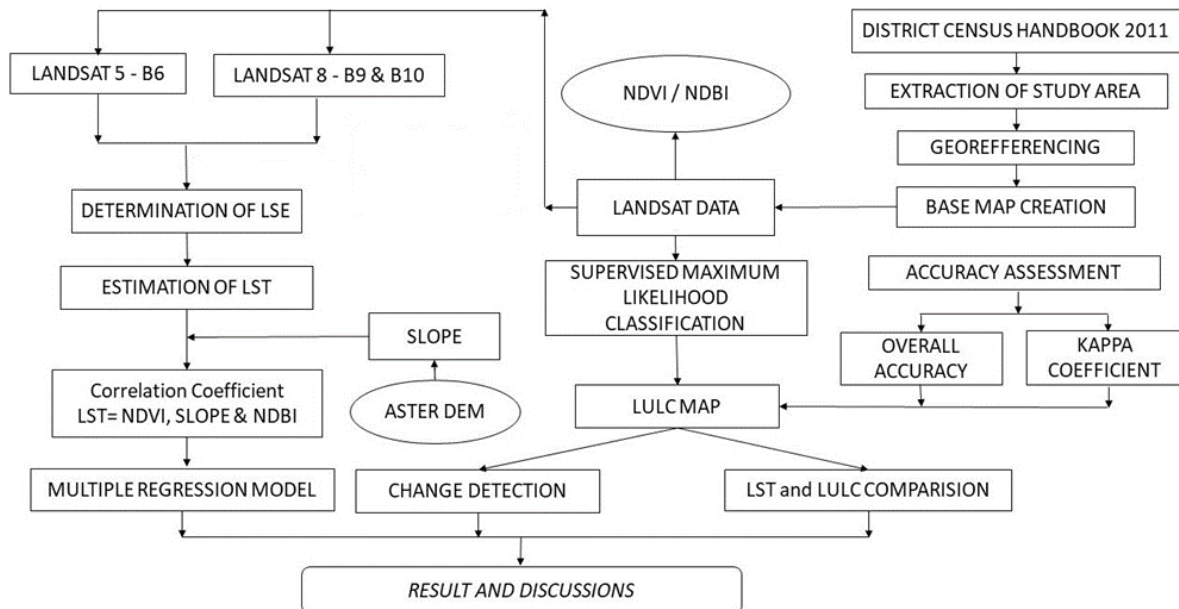 DISTRICT CENSUS HANDBOOK 2011
LANDSAT 5 - B6
LANDSAT 8 - B9 & B10
NDVI / NDBI
EXTRACTION OF STUDY AREA
GEOREFFERENCING
DETERMINATION OF LSE
LANDSAT DATA
BASE MAP CREATION
ESTIMATION OF LST
SUPERVISED MAXIMUM
LIKELIHOOD
CLASSIFICATION
ACCURACY ASSESSMENT
SLOPE
OVERALL
ACCURACY
KAPPA
COEFFICIENT
Correlation Coefficient
LST= NDVI, SLOPE & NDBI
ASTER DEM
LULC MAP
MULTIPLE REGRESSION MODEL
CHANGE DETECTION
LST and LULC COMPARISION
RESULT AND DISCUSSIONS